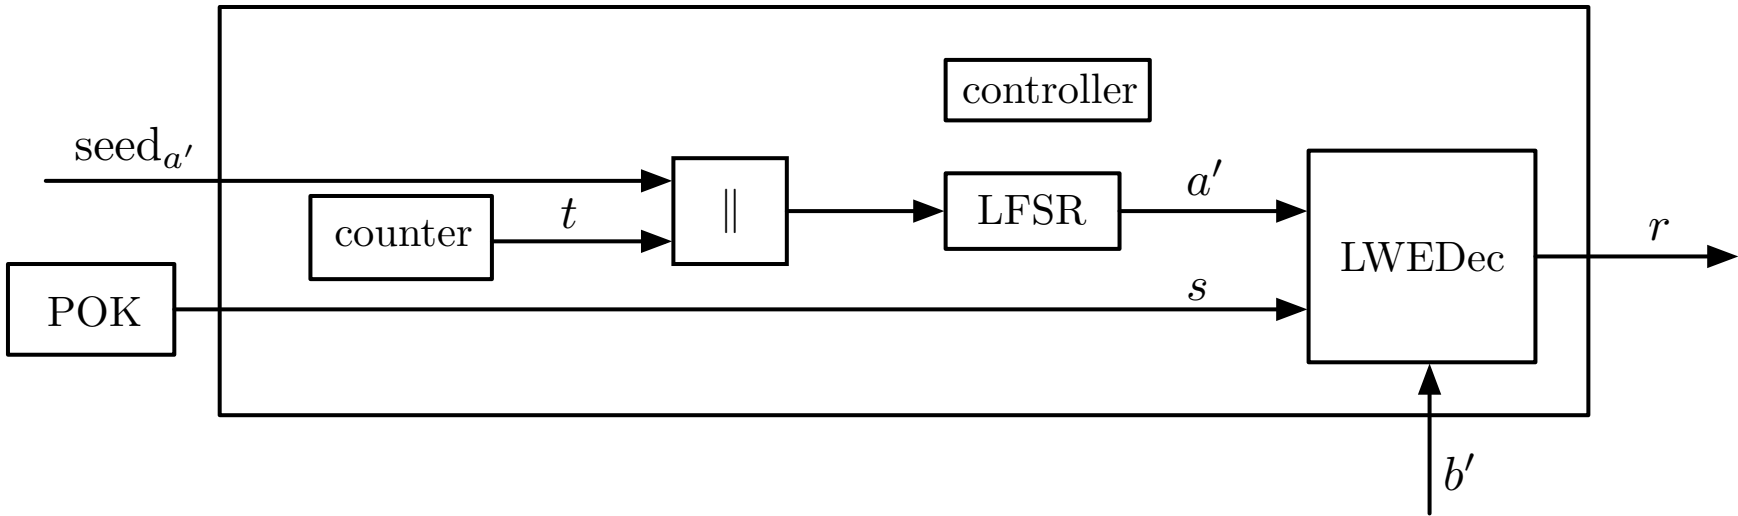 controller
seed_{a'}
t
counter
||
LFSR
a'
LWEDec
r
POK
s
b'